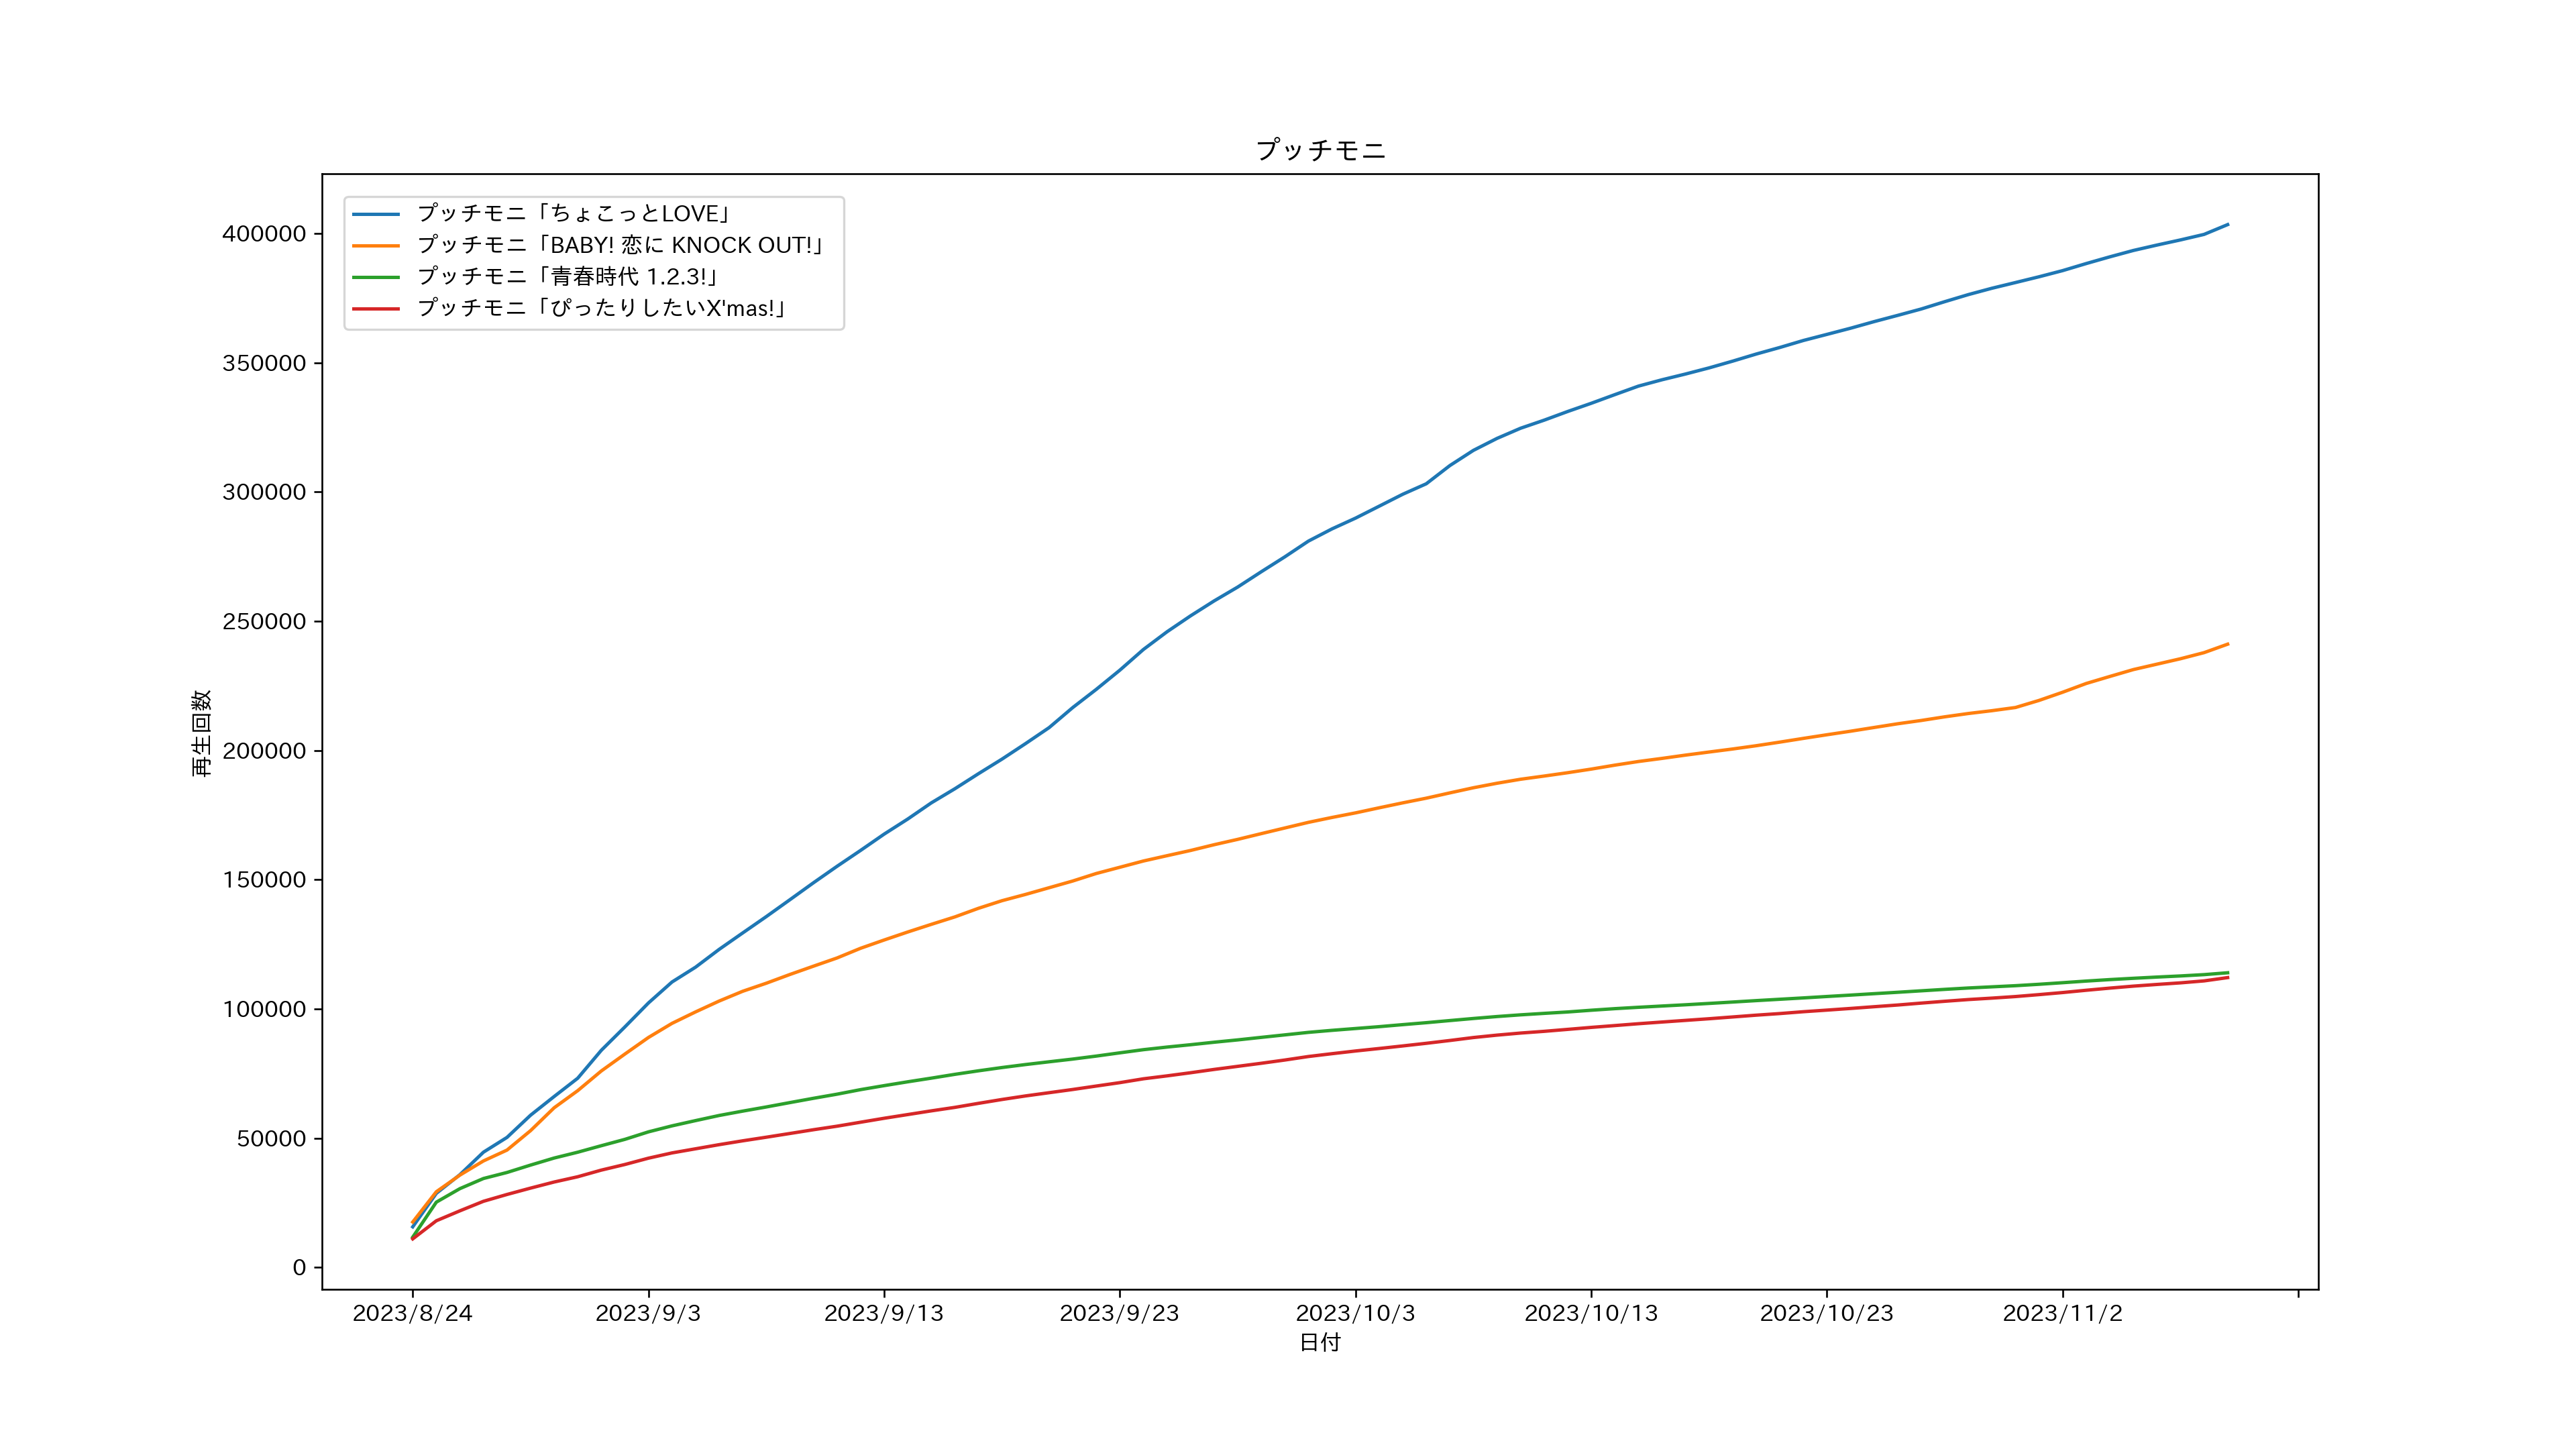 プッチモニ
プッチモニ「ちょこっとLOVE」
プッチモニ「BABY! 恋に KNOCK OUT!」
プッチモニ「青春時代 1.2.3!」
プッチモニ「ぴったりしたいX'mas!」
400000
350000
300000
250000
200000
150000
100000
50000
0
再生回数
2023/8/24
2023/9/3
2023/9/13
2023/9/23
2023/10/3
2023/10/13
2023/10/23
2023/11/2
日付